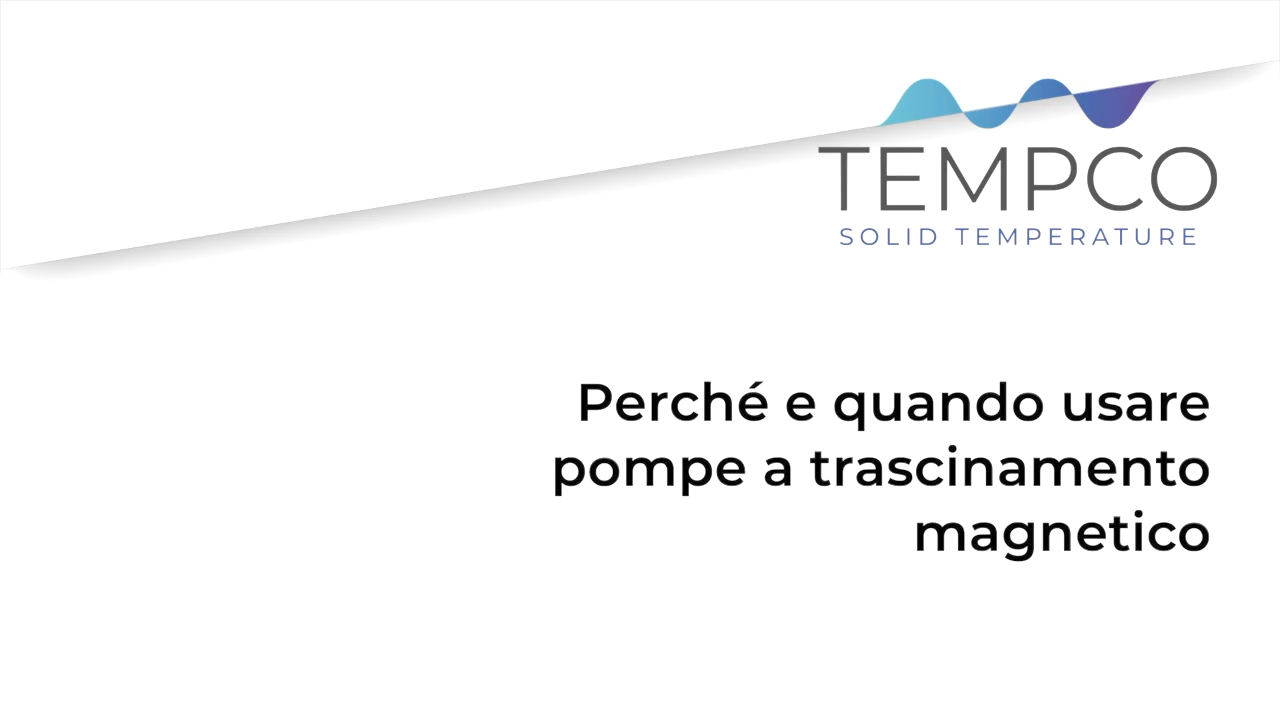 TEMPCO
SOLID TEMPERATURE
Perché e quando usare
pompe a trascinamento
magnetico